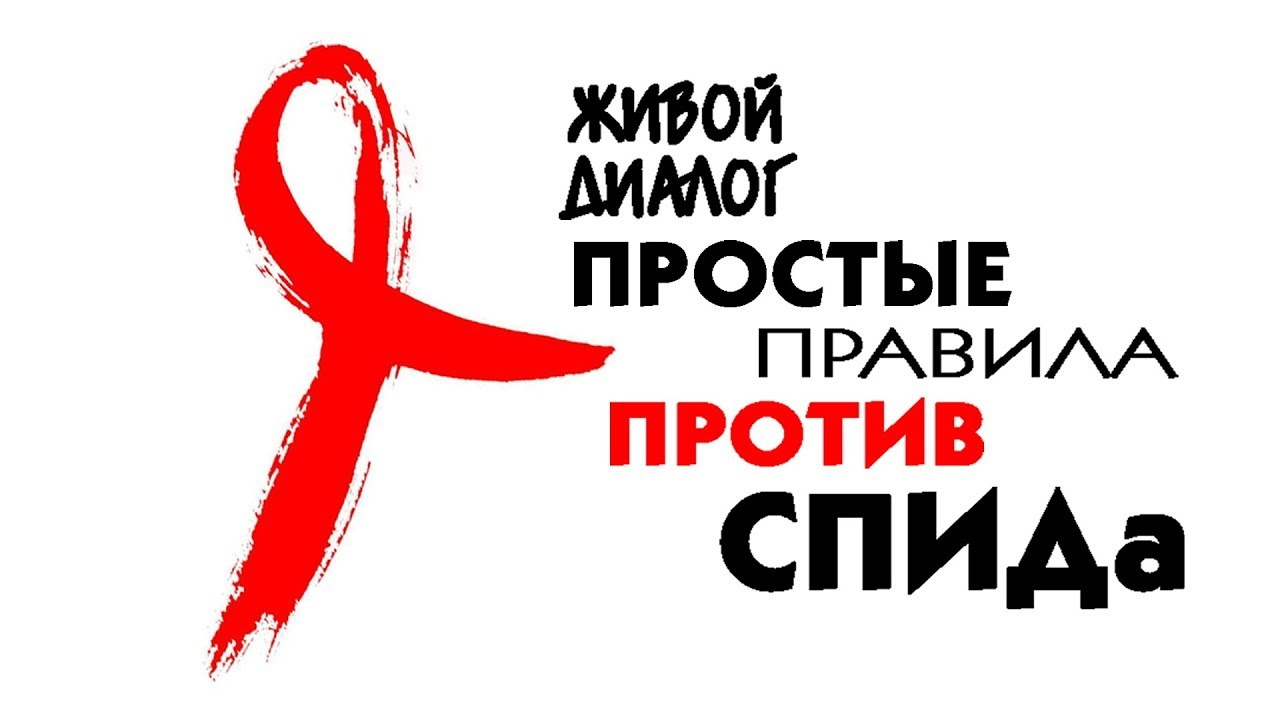 ЖИВОЙ
ДИАЛОГ
ПРОСТЫЕ
ПРАВИЛА
ПРОТИВ
СПИДа